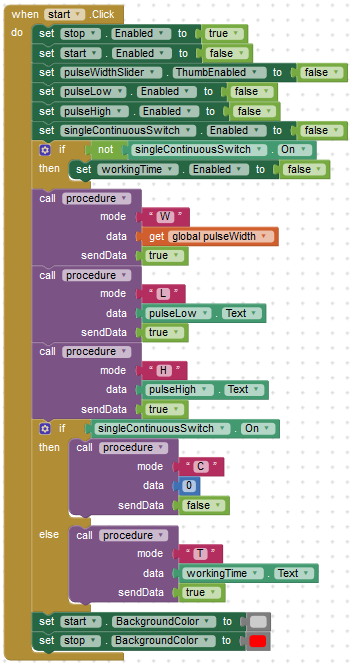 when start .Click
do set stop . Enabled to true
set start . Enabled to false
set pulseWidthSlider . ThumbEnabled to false
set pulseLow . Enabled to false
set pulseHigh . Enabled to false
set singleContinuousSwitch . Enabled to false
if not singleContinuousSwitch . On
then set workingTime . Enabled to false
call procedure
mode “ W ”
data get global pulseWidth
sendData true
call procedure
mode “ L ”
data pulseLow . Text
sendData true
call procedure
mode “ H ”
data pulseHigh . Text
sendData true
if singleContinuousSwitch . On
then call procedure
mode “ C ”
data 0
sendData false
else call procedure
mode “ T ”
data workingTime . Text
sendData true
set start . BackgroundColor to
set stop . BackgroundColor to